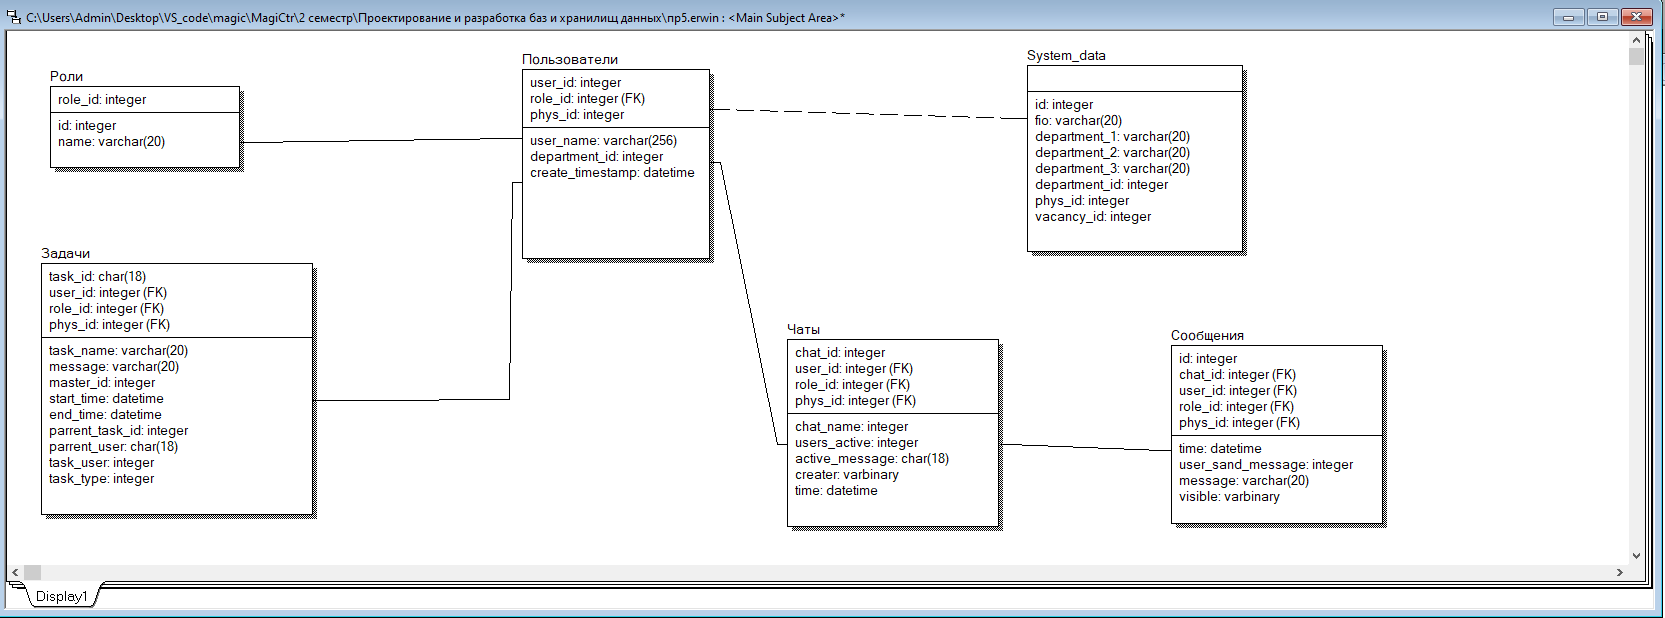 C:\Users\Admin\Desktop\VS_code\magic\MagiCtr\2 семестр\Проектирование и разработка баз и хранилищ данных\пр5.erwin : <Main Subject Area>*
Роли
role_id: integer
id: integer
name: varchar(20)
Пользователи
user_id: integer
role_id: integer (FK)
phys_id: integer
user_name: varchar(256)
department_id: integer
create_timestamp: datetime
System_data
id: integer
fio: varchar(20)
department_1: varchar(20)
department_2: varchar(20)
department_3: varchar(20)
department_id: integer
phys_id: integer
vacancy_id: integer
Задачи
task_id: char(18)
user_id: integer (FK)
role_id: integer (FK)
phys_id: integer (FK)
task_name: varchar(20)
message: varchar(20)
master_id: integer
start_time: datetime
end_time: datetime
parrent_task_id: integer
parrent_user: char(18)
task_user: integer
task_type: integer
Чаты
chat_id: integer
user_id: integer (FK)
role_id: integer (FK)
phys_id: integer (FK)
chat_name: integer
users_active: integer
active_message: char(18)
creater: varbinary
time: datetime
Сообщения
id: integer
chat_id: integer (FK)
user_id: integer (FK)
role_id: integer (FK)
phys_id: integer (FK)
time: datetime
user_sand_message: integer
message: varchar(20)
visible: varbinary
Display1